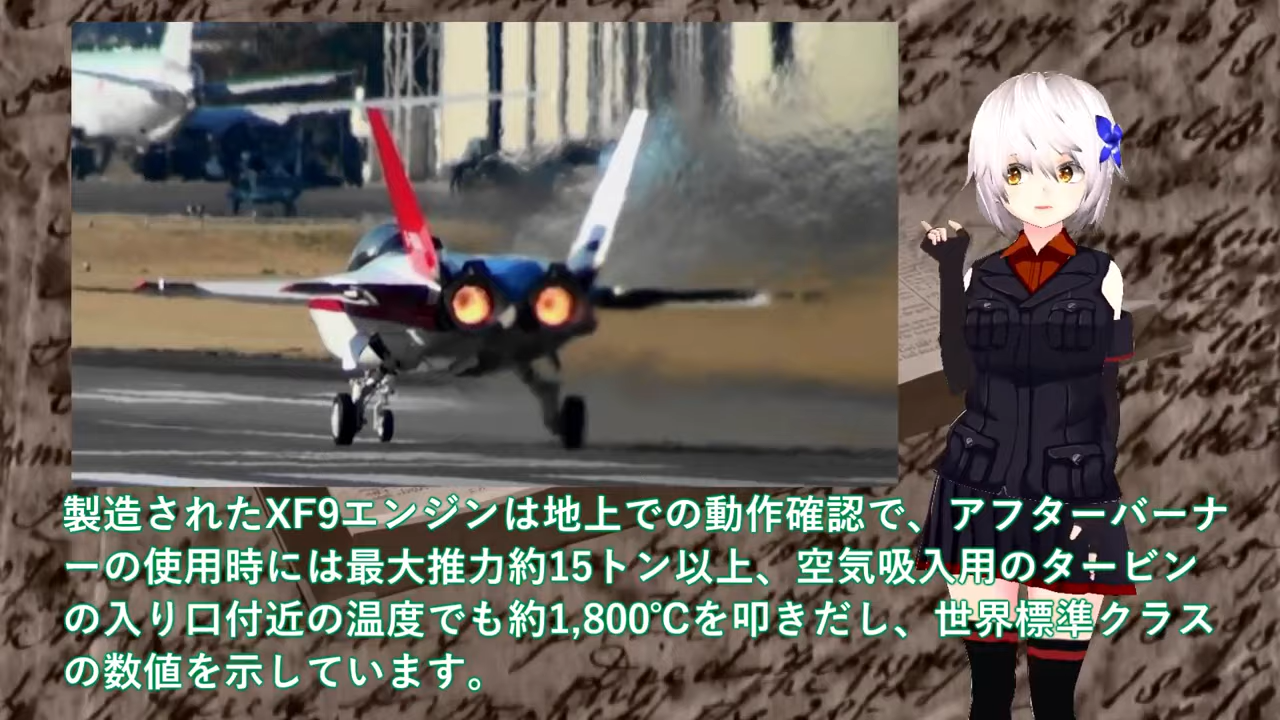 製造されたXF9エンジンは地上での動作確認で、アフターバーナ
ーの使用時には最大推力約15トン以上、空気吸入用のタービン
の入り口付近の温度でも約1,800℃を叩きだし、世界標準クラス
の数値を示しています。